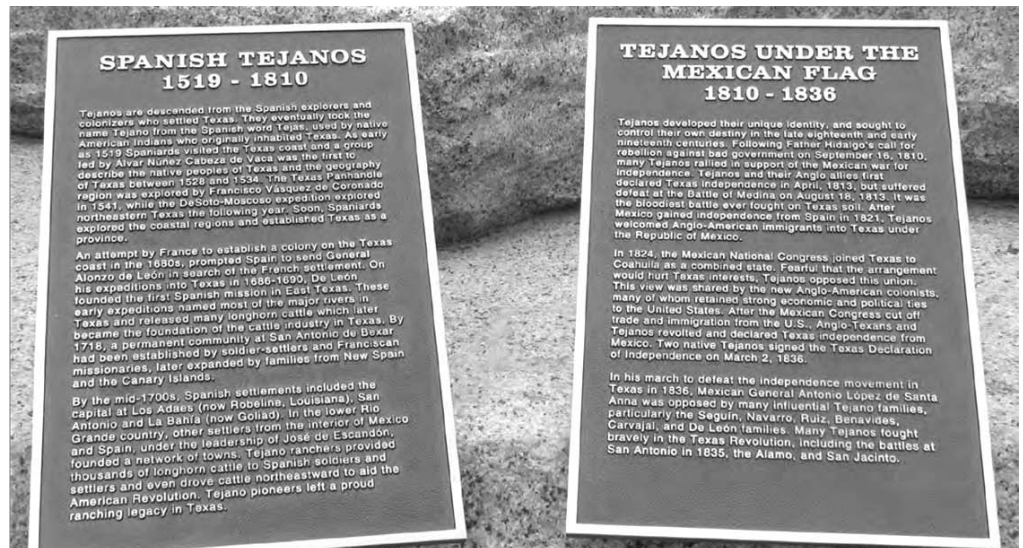 SPANISH TEJANOS
1519 - 1810
Tejanos are descended from the Spanish explorers and
colonizers who settled Texas. They eventually took the
name Tejano from the Spanish word Tejas, used by native
American Indians who originally inhabited Texas. As early
as 1519 Spaniards visited the Texas coast and a group
led by Alvar Núñez Cabeza de Vaca was the first to
describe the native peoples of Texas and the geography
of Texas between 1528 and 1534. The Texas Panhandle
region was explored by Francisco Vásquez de Coronado
in 1541, while the DeSoto-Moscoso expedition explored
northeastern Texas the following year. Soon, Spaniards
explored the coastal regions and established Texas as a
province.
An attempt by France to establish a colony on the Texas
coast in the 1680s, prompted Spain to send General
Alonzo de León in search of the French settlement. On
his expeditions into Texas in 1686-1690, De León
founded the first Spanish mission in East Texas. These
early expeditions named most of the major rivers in
Texas and released many longhorn cattle which later
became the foundation of the cattle industry in Texas. By
1718, a permanent community at San Antonio de Bexar
had been established by soldier-settlers and Franciscan
missionaries, later expanded by families from New Spain
and the Canary Islands.
By the mid-1700s, Spanish settlements included the
capital at Los Adaes (now Robeline, Louisiana), San
Antonio and La Bahía (now Goliad). In the lower Rio
Grande country, other settlers from the interior of Mexico
and Spain, under the leadership of José de Escandón,
founded a network of towns. Tejano ranchers provided
thousands of longhorn cattle to Spanish soldiers and
settlers and even drove cattle northeastward to aid the
American Revolution. Tejano pioneers left a proud
ranching legacy in Texas.
TEJANOS UNDER THE
MEXICAN FLAG
1810 - 1836
Tejanos developed their unique identity, and sought to
control their own destiny in the late eighteenth and early
nineteenth centuries. Following Father Hidalgo's call for
rebellion against bad government on September 16, 1810,
many Tejanos rallied in support of the Mexican war for
independence. Tejanos and their Anglo allies first
declared Texas independence in April, 1813, but suffered
defeat at the Battle of Medina on August 18, 1813. It was
the bloodiest battle ever fought on Texas soil. After
Mexico gained independence from Spain in 1821, Tejanos
welcomed Anglo-American immigrants into Texas under
the Republic of Mexico.
In 1824, the Mexican National Congress joined Texas to
Coahuila as a combined state. Fearful that the arrangement
would hurt Texas interests, Tejanos opposed this union.
This view was shared by the new Anglo-American colonists,
many of whom retained strong economic and political ties
to the United States. After the Mexican Congress cut off
trade and immigration from the U.S., Anglo-Texans and
Tejanos revolted and declared Texas independence from
Mexico. Two native Tejanos signed the Texas Declaration
of Independence on March 2, 1836.
In his march to defeat the independence movement in
Texas in 1836, Mexican General Antonio López de Santa
Anna was opposed by many influential Tejano families,
particularly the Seguín, Navarro, Ruiz, Benavides,
Carvajal, and De León families. Many Tejanos fought
bravely in the Texas Revolution, including the battles at
San Antonio in 1835, the Alamo, and San Jacinto.